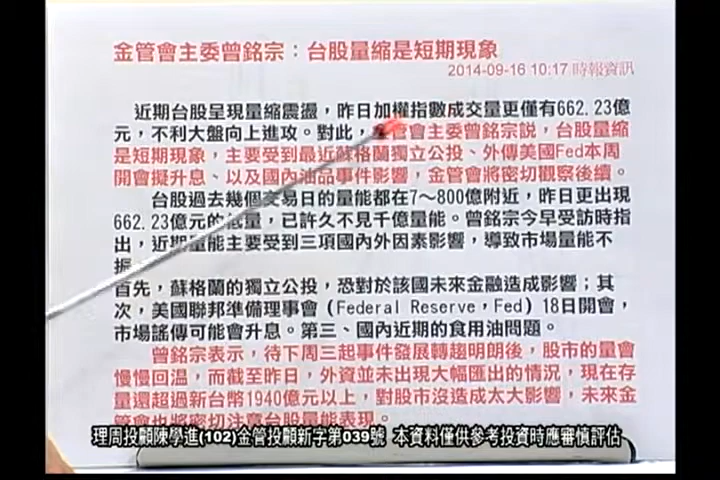 金管會主委曾銘宗：台股量縮是短期現象
2014-09-16 10:17 時報資訊
近期台股呈現量縮震盪，昨日加權指數成交量更僅有662.23億
元，不利大盤向上進攻。對此，金管會主委曾銘宗說，台股量縮
是短期現象，主要受到最近蘇格蘭獨立公投、外傳美國Fed本周
開會擬升息、以及國內油品事件影響，金管會將密切觀察後續。
台股過去幾個交易日的量能都在7～800億附近，昨日更出現
662.23億元的低量，已許久不見千億量能。曾銘宗今早受訪時指
出，近期量能主要受到三項國內外因素影響，導致市場量能不
振。
首先，蘇格蘭的獨立公投，恐對於該國未來金融造成影響；其
次，美國聯邦準備理事會（Federal Reserve，Fed）18日開會，
市場謠傳可能會升息。第三、國內近期的食用油問題。
曾銘宗表示，待下周三起事件發展轉趨明朗後，股市的量會
慢慢回溫，而截至昨日，外資並未出現大幅匯出的情況，現在存
量還超過新台幣1940億元以上，對股市沒造成太大影響，未來金
管會也將密切注意台股量能表現。
理周投顧陳學進(102)金管投顧新字第039號 本資料僅供參考投資時應審慎評估